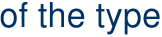 of the type